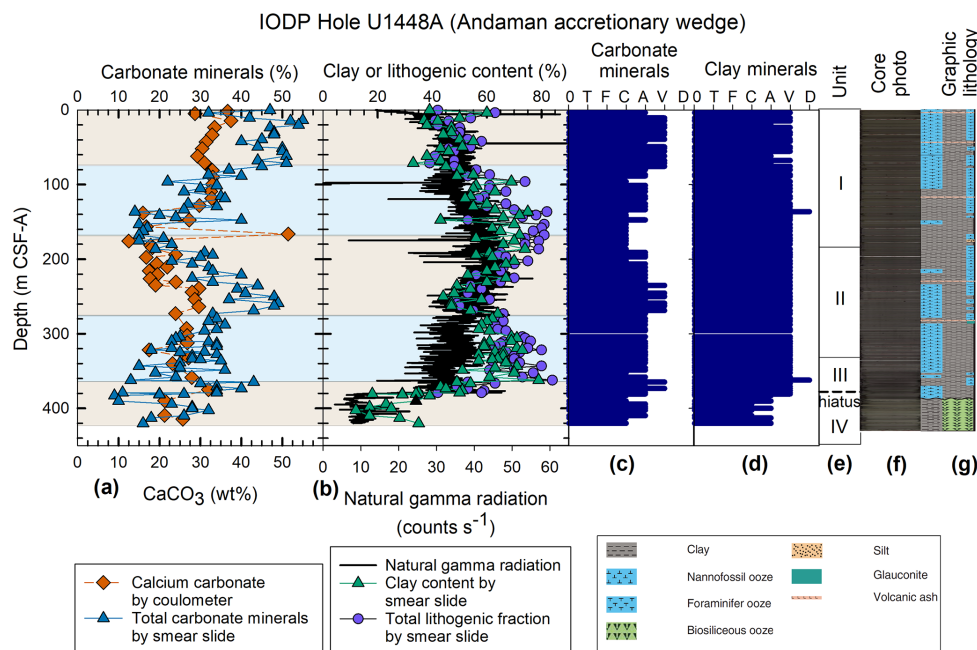 IODP Hole U1448A (Andaman accretionary wedge)
(d)
Carbonate minerals (%)
Clay or lithogenic content (%)
Carbonate
minerals
Clay minerals
Unit
Core
photo
Graphic
lithology
0 10 20 30 40 50
0 20 40 60 80
0 T F C A V D
0 T F C A V D
Depth (m CSF-A)
0
100
200
300
400
I
II
III
hiatus
IV
0 10 20 30 40 50
0 10 20 30 40 50 60
(a)
(b)
(c)
(d)
(e)
(f)
(g)
CaCO3 (wt%)
Natural gamma radiation
(counts s-1)
Calcium carbonate
by coulometer
Total carbonate minerals
by smear slide
Natural gamma radiation
Clay content by
smear slide
Total lithogenic fraction
by smear slide
Clay
Nannofossil ooze
Foraminifer ooze
Biosiliceous ooze
Silt
Glauconite
Volcanic ash